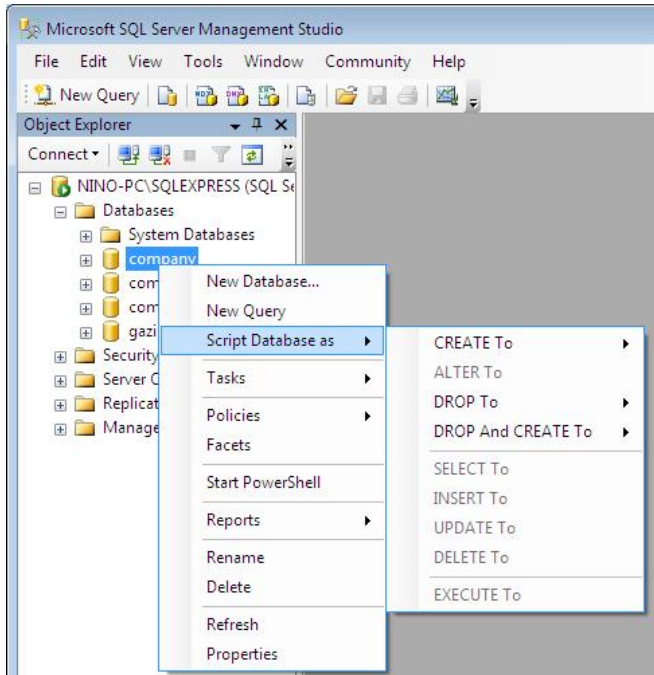 Microsoft SQL Server Management Studio
File Edit View Tools Window Community Help
New Query
Object Explorer
Connect
NINO-PC\SQLEXPRESS (SQL Se
Databases
System Databases
company
com
com
gazi
Security
Server O
Replicat
Manage
New Database...
New Query
Script Database as
Tasks
Policies
Facets
Start PowerShell
Reports
Rename
Delete
Refresh
Properties
CREATE To
ALTER To
DROP To
DROP And CREATE To
SELECT To
INSERT To
UPDATE To
DELETE To
EXECUTE To